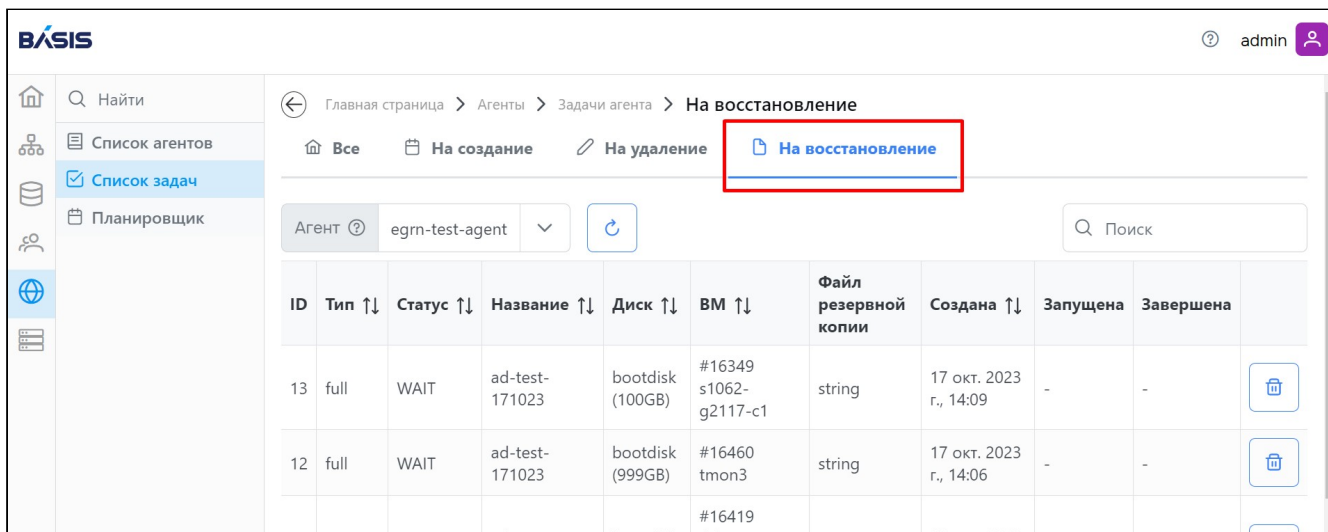 BASIS
admin
Найти
Главная страница > Агенты > Задачи агента > На восстановление
Список агентов
Список задач
Планировщик
Все На создание На удаление На восстановление
Агент egrn-test-agent
Поиск
ID Тип ↑↓ Статус ↑↓ Название ↑↓ Диск ↑↓ ВМ ↑↓ Файл резервной копии Создана ↑↓ Запущена Завершена
13 full WAIT ad-test-171023 bootdisk (100GB) #16349 s1062-g2117-c1 string 17 окт. 2023 г., 14:09 - -
12 full WAIT ad-test-171023 bootdisk (999GB) #16460 tmon3 string 17 окт. 2023 г., 14:06 - -
#16419